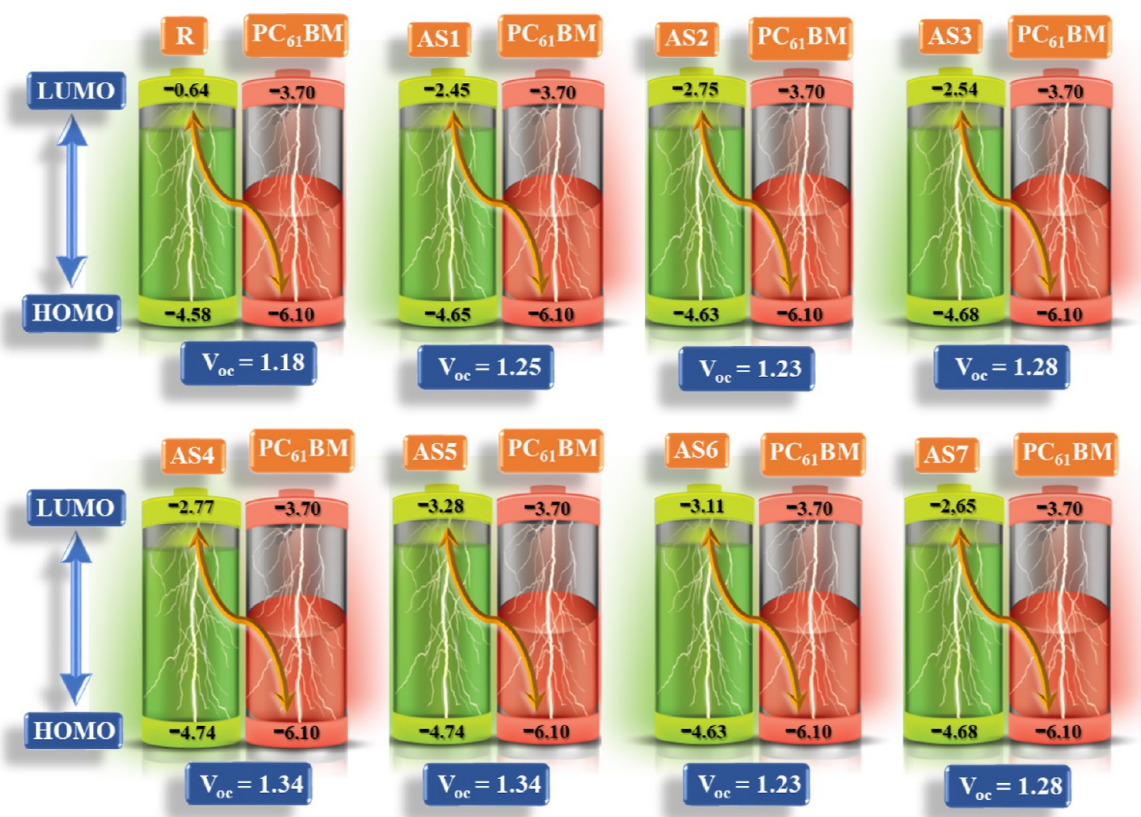 R PC₆₁BM AS1 PC₆₁BM AS2 PC₆₁BM AS3 PC₆₁BM
LUMO −0.64 −3.70 −2.45 −3.70 −2.75 −3.70 −2.54 −3.70
HOMO −4.58 −6.10 −4.65 −6.10 −4.63 −6.10 −4.68 −6.10
Voc = 1.18 Voc = 1.25 Voc = 1.23 Voc = 1.28
AS4 PC₆₁BM AS5 PC₆₁BM AS6 PC₆₁BM AS7 PC₆₁BM
LUMO −2.77 −3.70 −3.28 −3.70 −3.11 −3.70 −2.65 −3.70
HOMO −4.74 −6.10 −4.74 −6.10 −4.63 −6.10 −4.68 −6.10
Voc = 1.34 Voc = 1.34 Voc = 1.23 Voc = 1.28